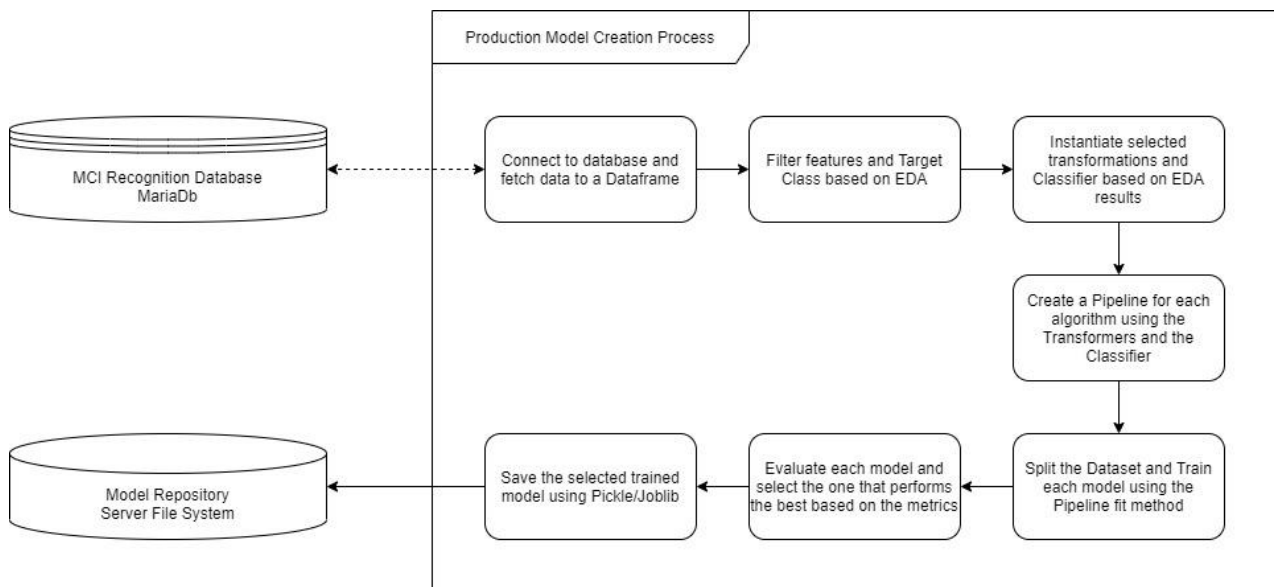 Production Model Creation Process
MCI Recognition Database
MariaDb
Connect to database and
fetch data to a Dataframe
Filter features and Target
Class based on EDA
Instantiate selected
transformations and
Classifier based on EDA
results
Create a Pipeline for each
algorithm using the
Transformers and the
Classifier
Split the Dataset and Train
each model using the
Pipeline fit method
Evaluate each model and
select the one that performs
the best based on the metrics
Save the selected trained
model using Pickle/Joblib
Model Repository
Server File System